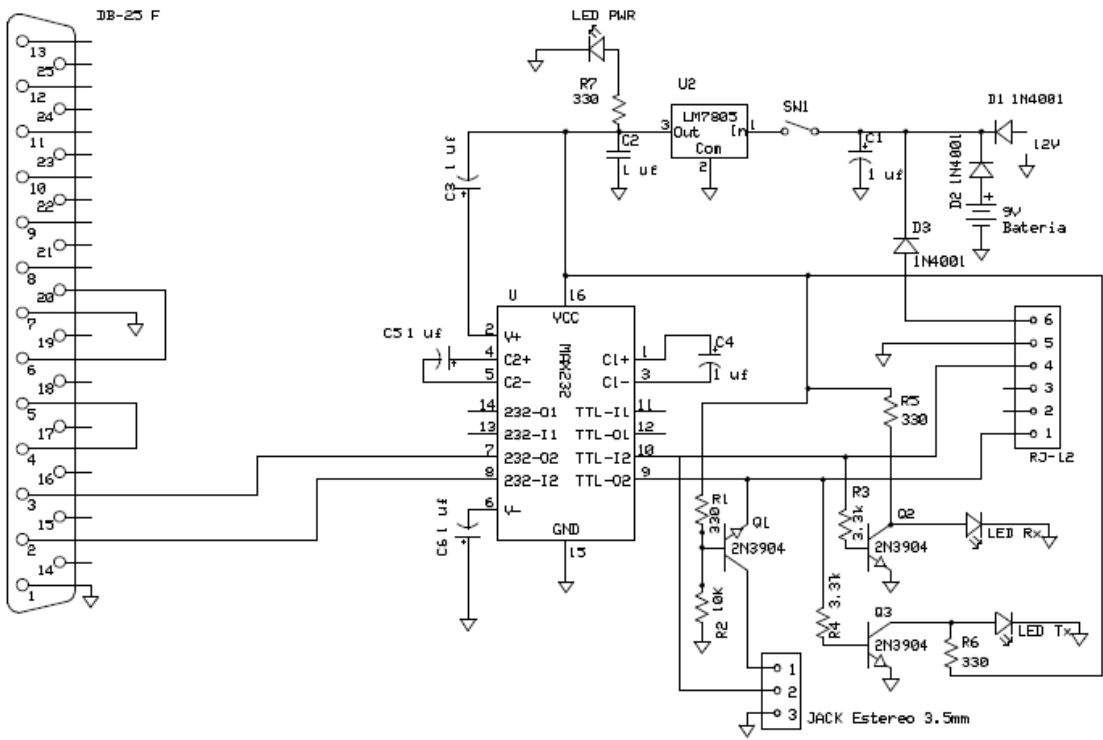 DB-25 F
LED PWR
R7
330
U2
LM7805
SW1
D1 1N4001
3
Out
In
1
Com
2
C2
1 uf
C1
1 uf
12V
D2 1N4001
9V
Bateria
D3
1N4001
C3 1 uf
13
25
12
24
11
23
10
22
9
21
8
20
7
19
6
18
5
17
4
16
3
15
2
14
1
U
16
VCC
MAX232
2
V+
C5 1 uf
4
C2+
5
C2-
14
232-O1
13
232-I1
7
232-O2
8
232-I2
6
V-
C6 1 uf
GND
15
C1+
1
C1-
3
C4
1 uf
TTL-I1
11
TTL-O1
12
TTL-I2
10
TTL-O2
9
6
5
4
3
2
1
RJ-12
R5
330
R1
330
Q1
2N3904
R3
3.3k
Q2
2N3904
LED Rx
R2
10K
R4
3.3k
Q3
2N3904
LED Tx
R6
330
1
2
3
JACK Estereo 3.5mm